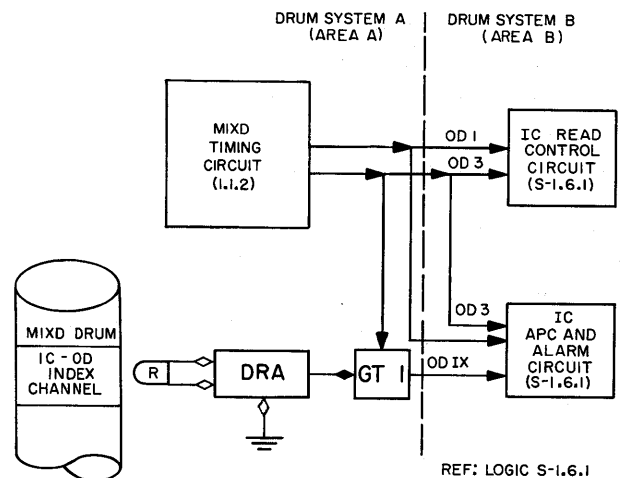 DRUM SYSTEM A
(AREA A)
DRUM SYSTEM B
(AREA B)
MIXD
TIMING
CIRCUIT
(1.1.2)
OD 1
OD 3
IC READ
CONTROL
CIRCUIT
(S-1.6.1)
MIXD DRUM
IC-OD
INDEX
CHANNEL
R
DRA
GT 1
OD 3
OD IX
IC
APC AND
ALARM
CIRCUIT
(S-1.6.1)
REF: LOGIC S-1.6.1